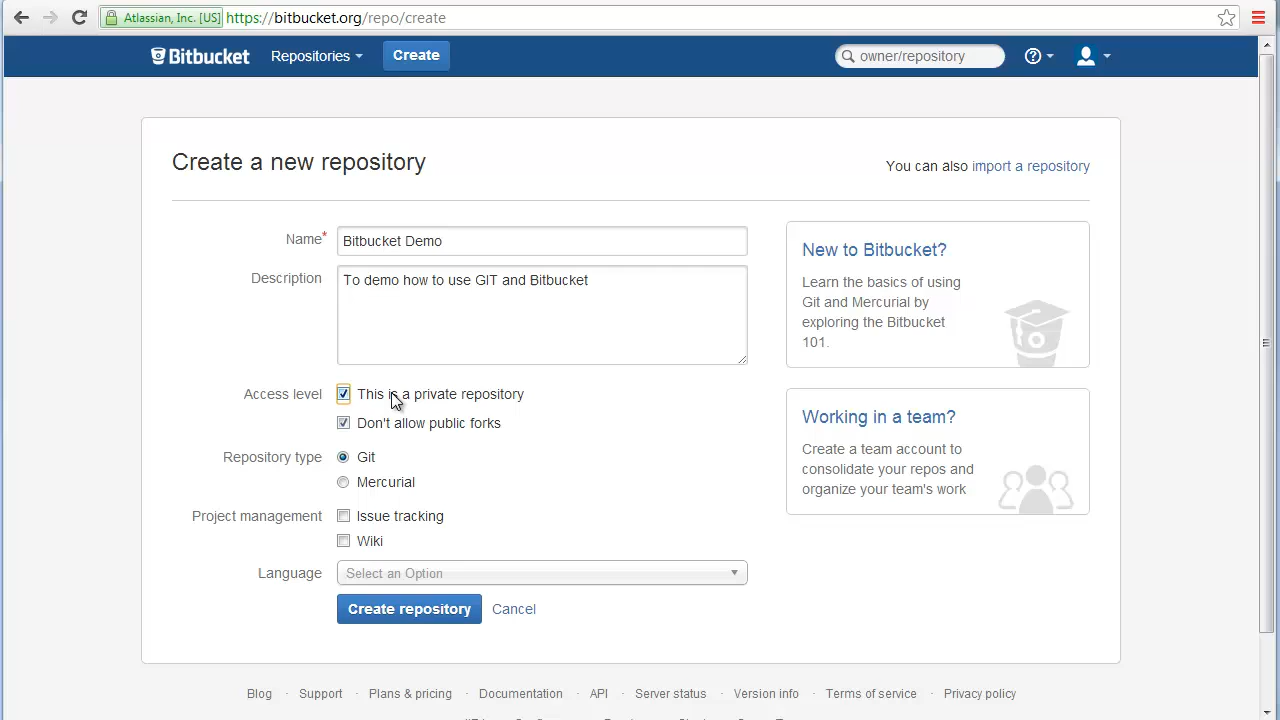 Atlassian, Inc. [US] https://bitbucket.org/repo/create
Bitbucket Repositories Create owner/repository
Create a new repository
You can also import a repository
Name* Bitbucket Demo
Description To demo how to use GIT and Bitbucket
Access level This is a private repository
Don't allow public forks
Repository type Git
Mercurial
Project management Issue tracking
Wiki
Language Select an Option
Create repository Cancel
New to Bitbucket?
Learn the basics of using
Git and Mercurial by
exploring the Bitbucket
101.
Working in a team?
Create a team account to
consolidate your repos and
organize your team's work
Blog · Support · Plans & pricing · Documentation · API · Server status · Version info · Terms of service · Privacy policy